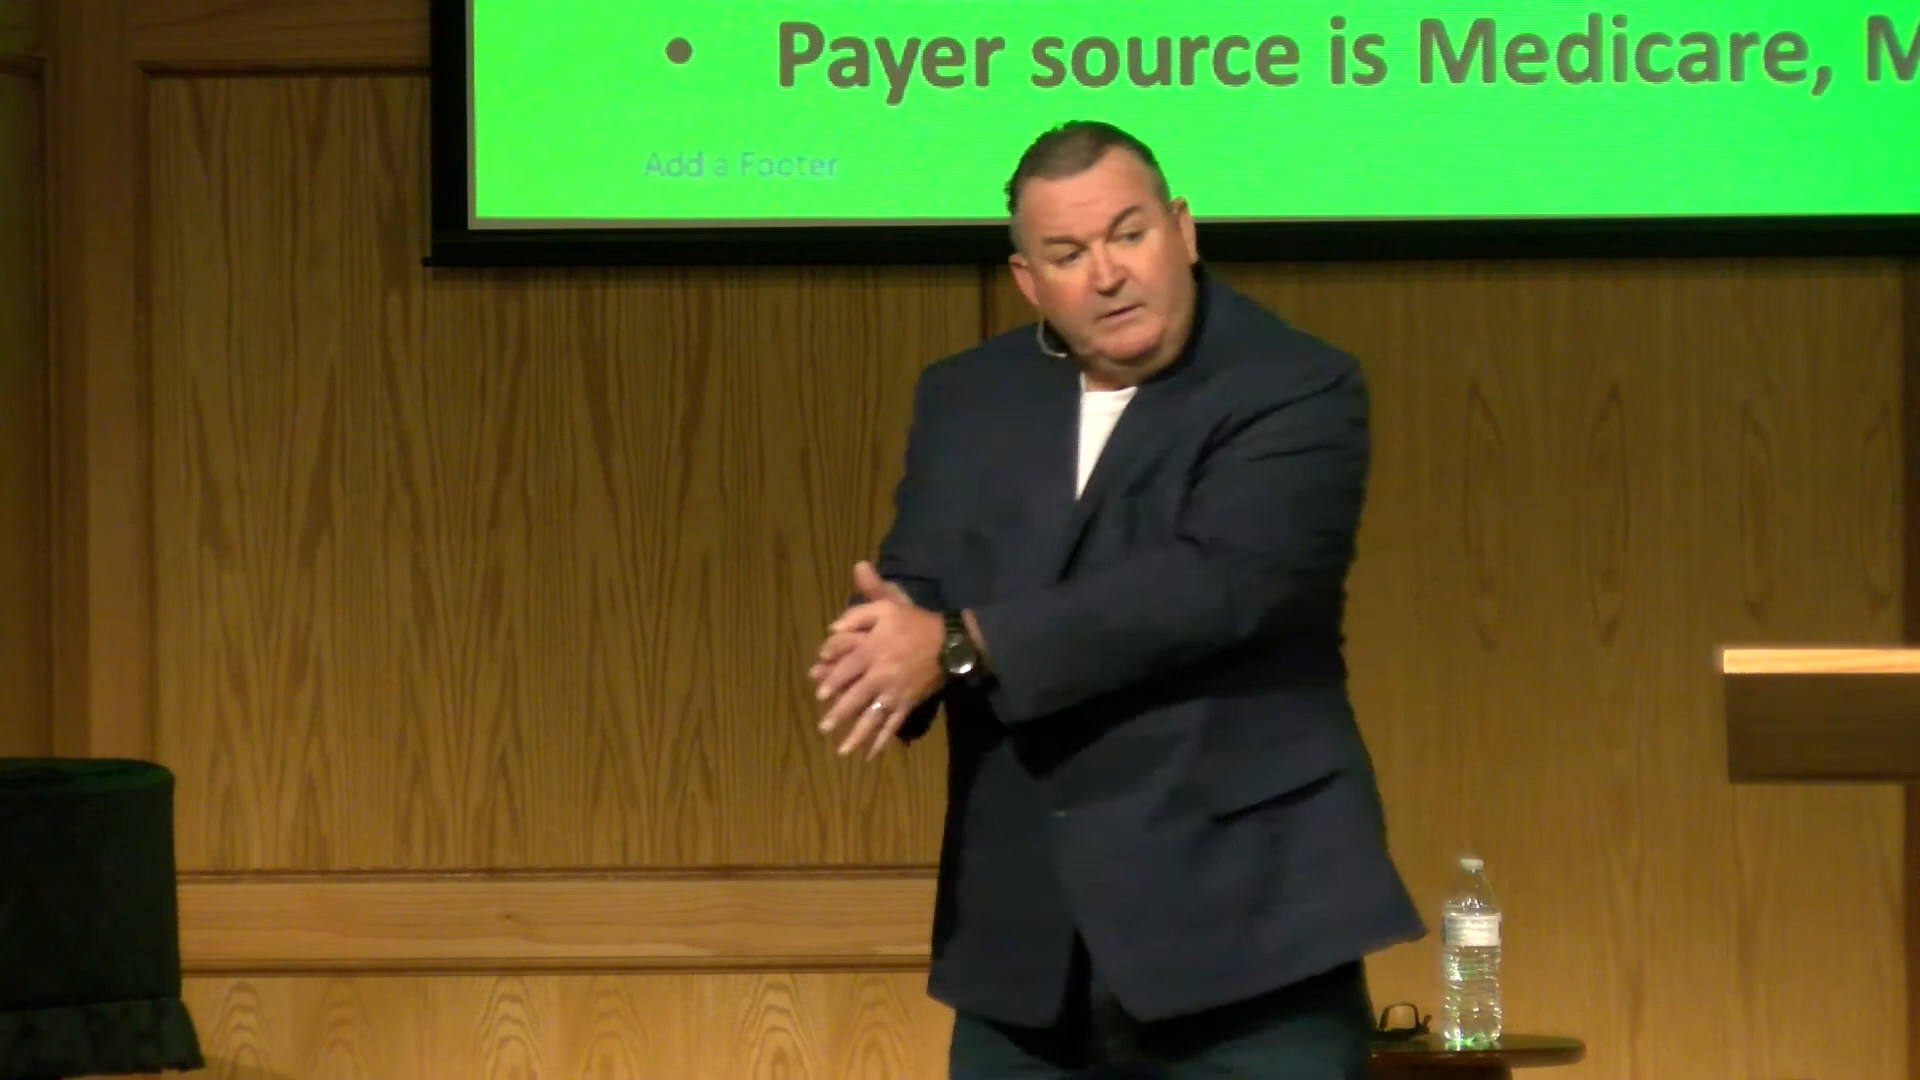 • Payer source is Medicare, M
Add a Footer